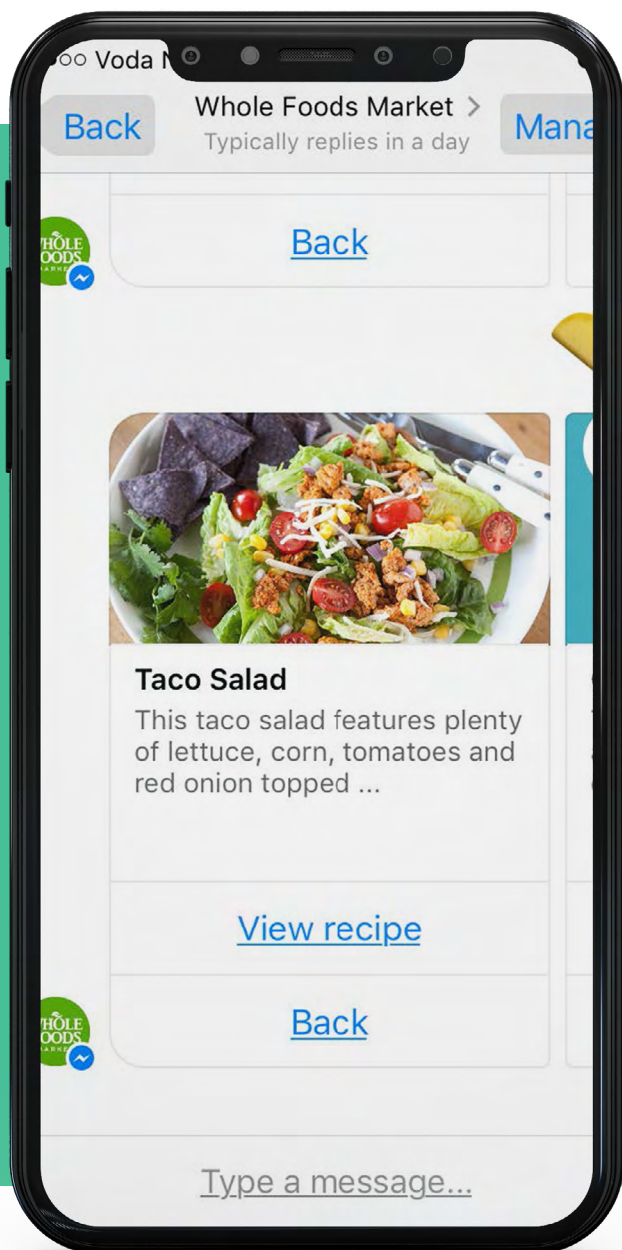 Voda
Whole Foods Market
Back
Typically replies in a day
Back
Taco Salad
This taco salad features plenty
of lettuce, corn, tomatoes and
red onion topped ...
View recipe
Back
Type a message...